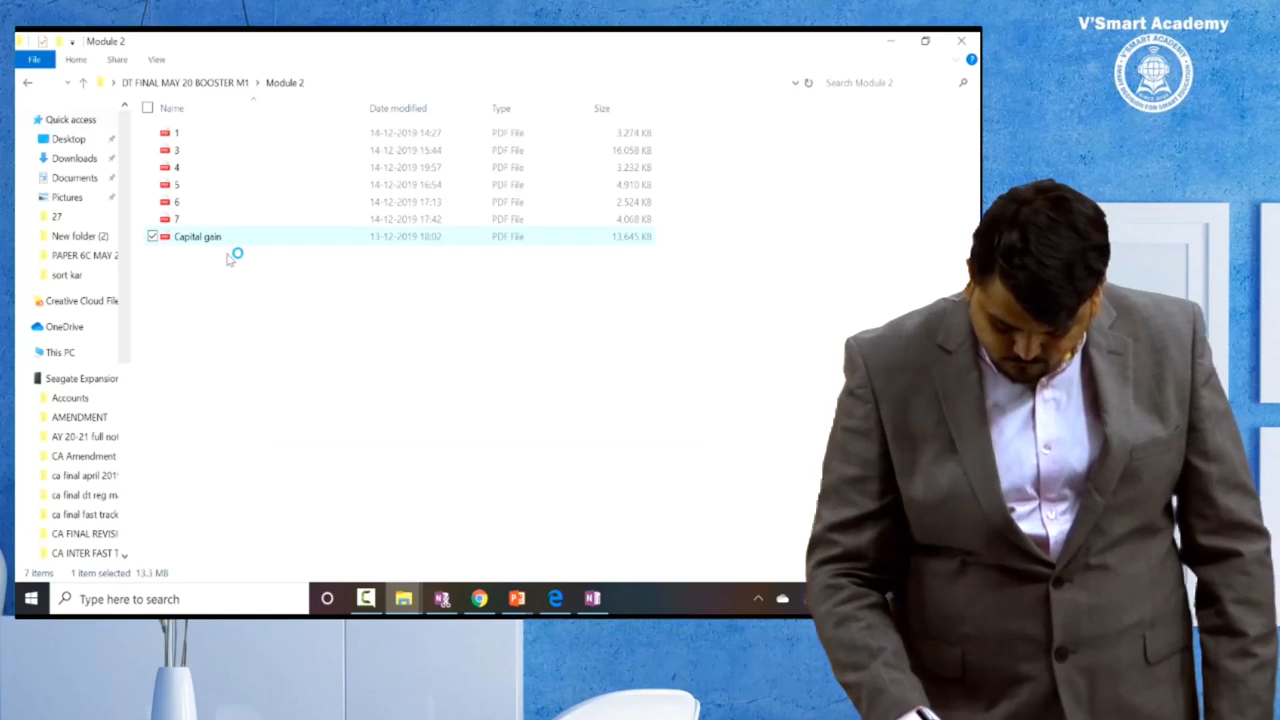 V'Smart Academy
V'SMART ACADEMY
SMART DECISION FOR SMART EDUCATION
Module 2
File Home Share View
DT FINAL MAY 20 BOOSTER M1 > Module 2
Search Module 2
Name Date modified Type Size
Quick access
Desktop
Downloads
Documents
Pictures
27
New folder (2)
PAPER 6C MAY 2
sort kar
Creative Cloud File
OneDrive
This PC
Seagate Expansion
Accounts
AMENDMENT
AY 20-21 full not
CA Amendment
ca final april 201
ca final dt reg m
ca final fast track
CA FINAL REVISI
CA INTER FAST T
1 14-12-2019 14:27 PDF File 3,274 KB
3 14-12-2019 15:44 PDF File 16,058 KB
4 14-12-2019 19:57 PDF File 3,232 KB
5 14-12-2019 16:54 PDF File 4,910 KB
6 14-12-2019 17:13 PDF File 2,524 KB
7 14-12-2019 17:42 PDF File 4,068 KB
Capital gain 13-12-2019 18:02 PDF File 13,645 KB
7 items 1 item selected 13.3 MB
Type here to search